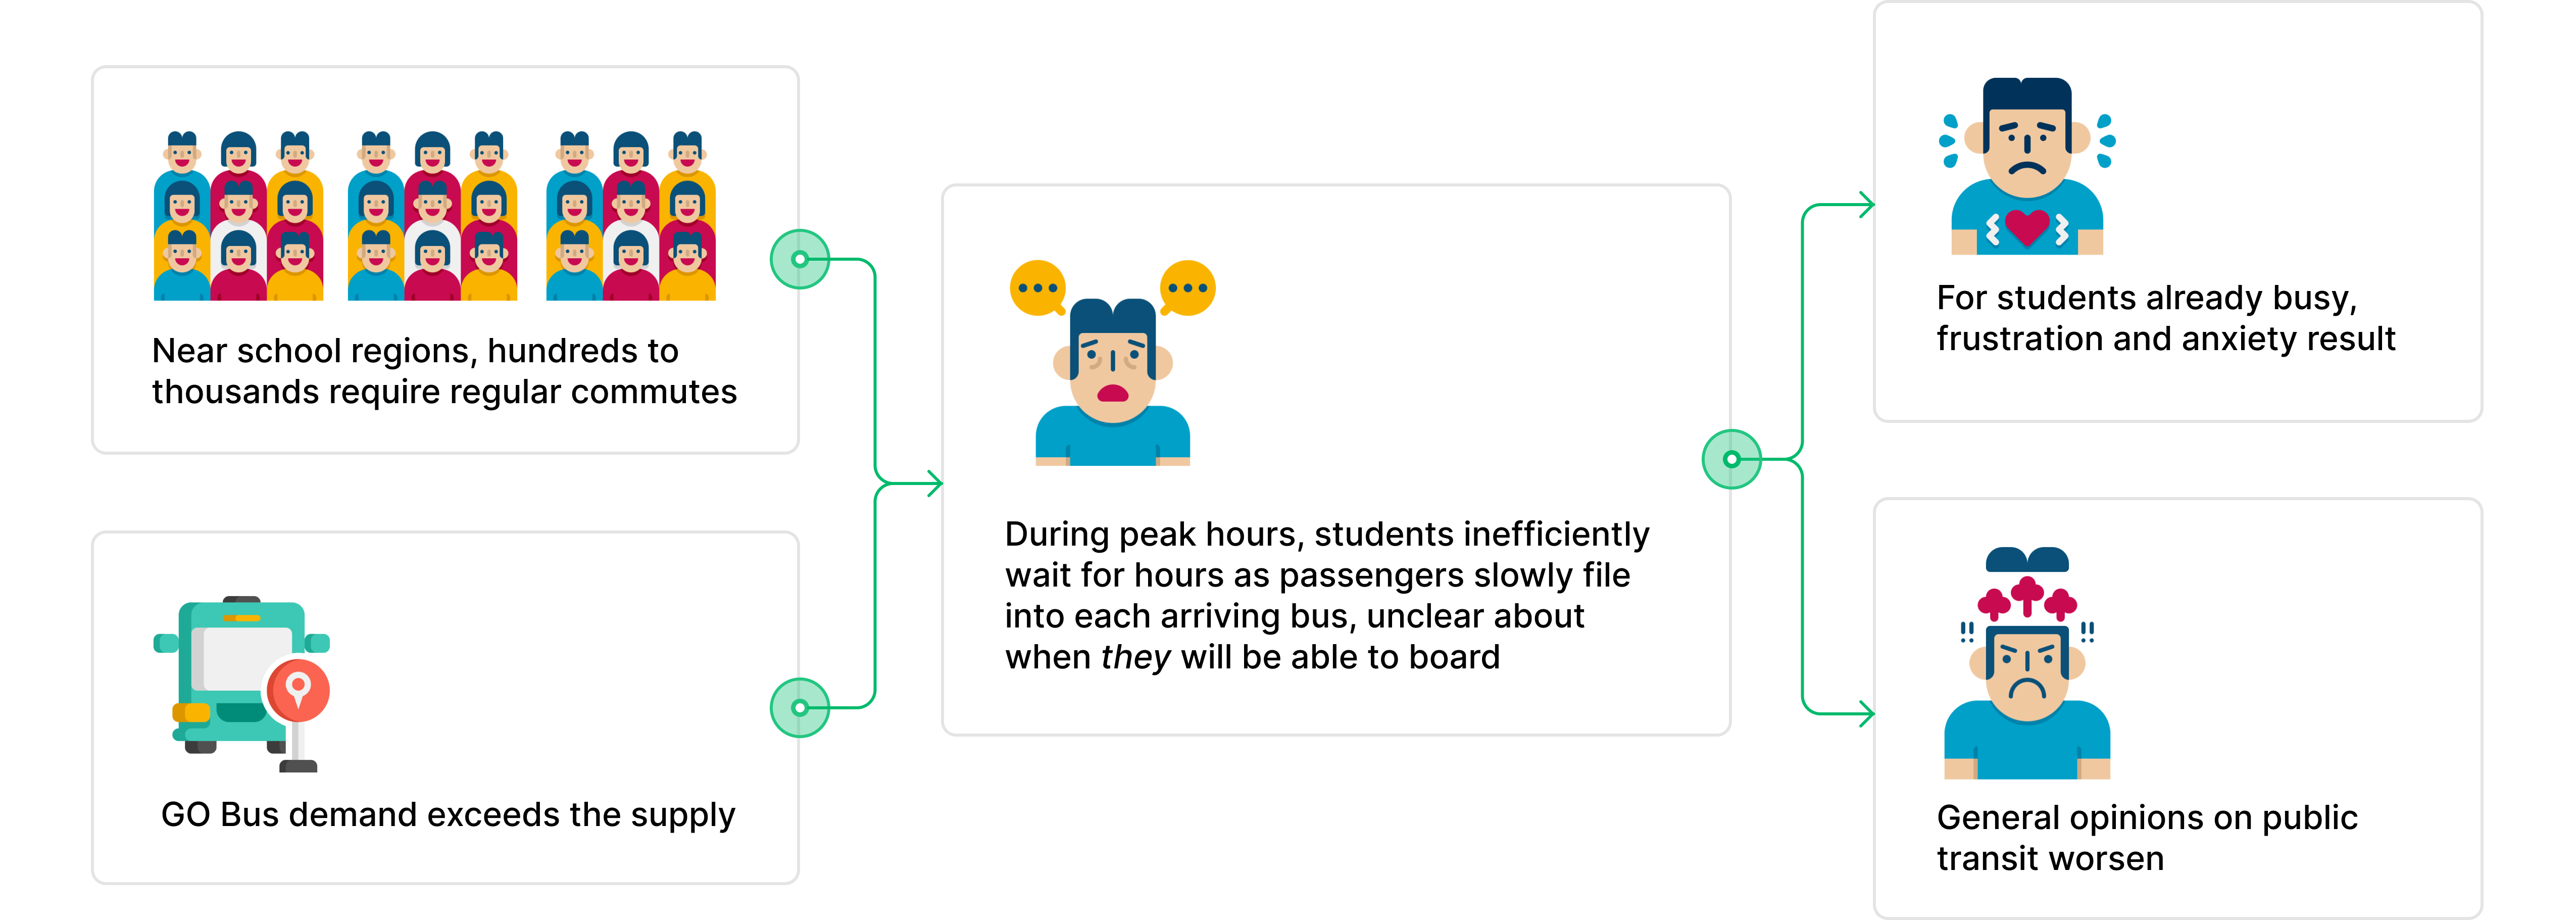 Near school regions, hundreds to
thousands require regular commutes
GO Bus demand exceeds the supply
During peak hours, students inefficiently
wait for hours as passengers slowly file
into each arriving bus, unclear about
when they will be able to board
For students already busy,
frustration and anxiety result
General opinions on public
transit worsen